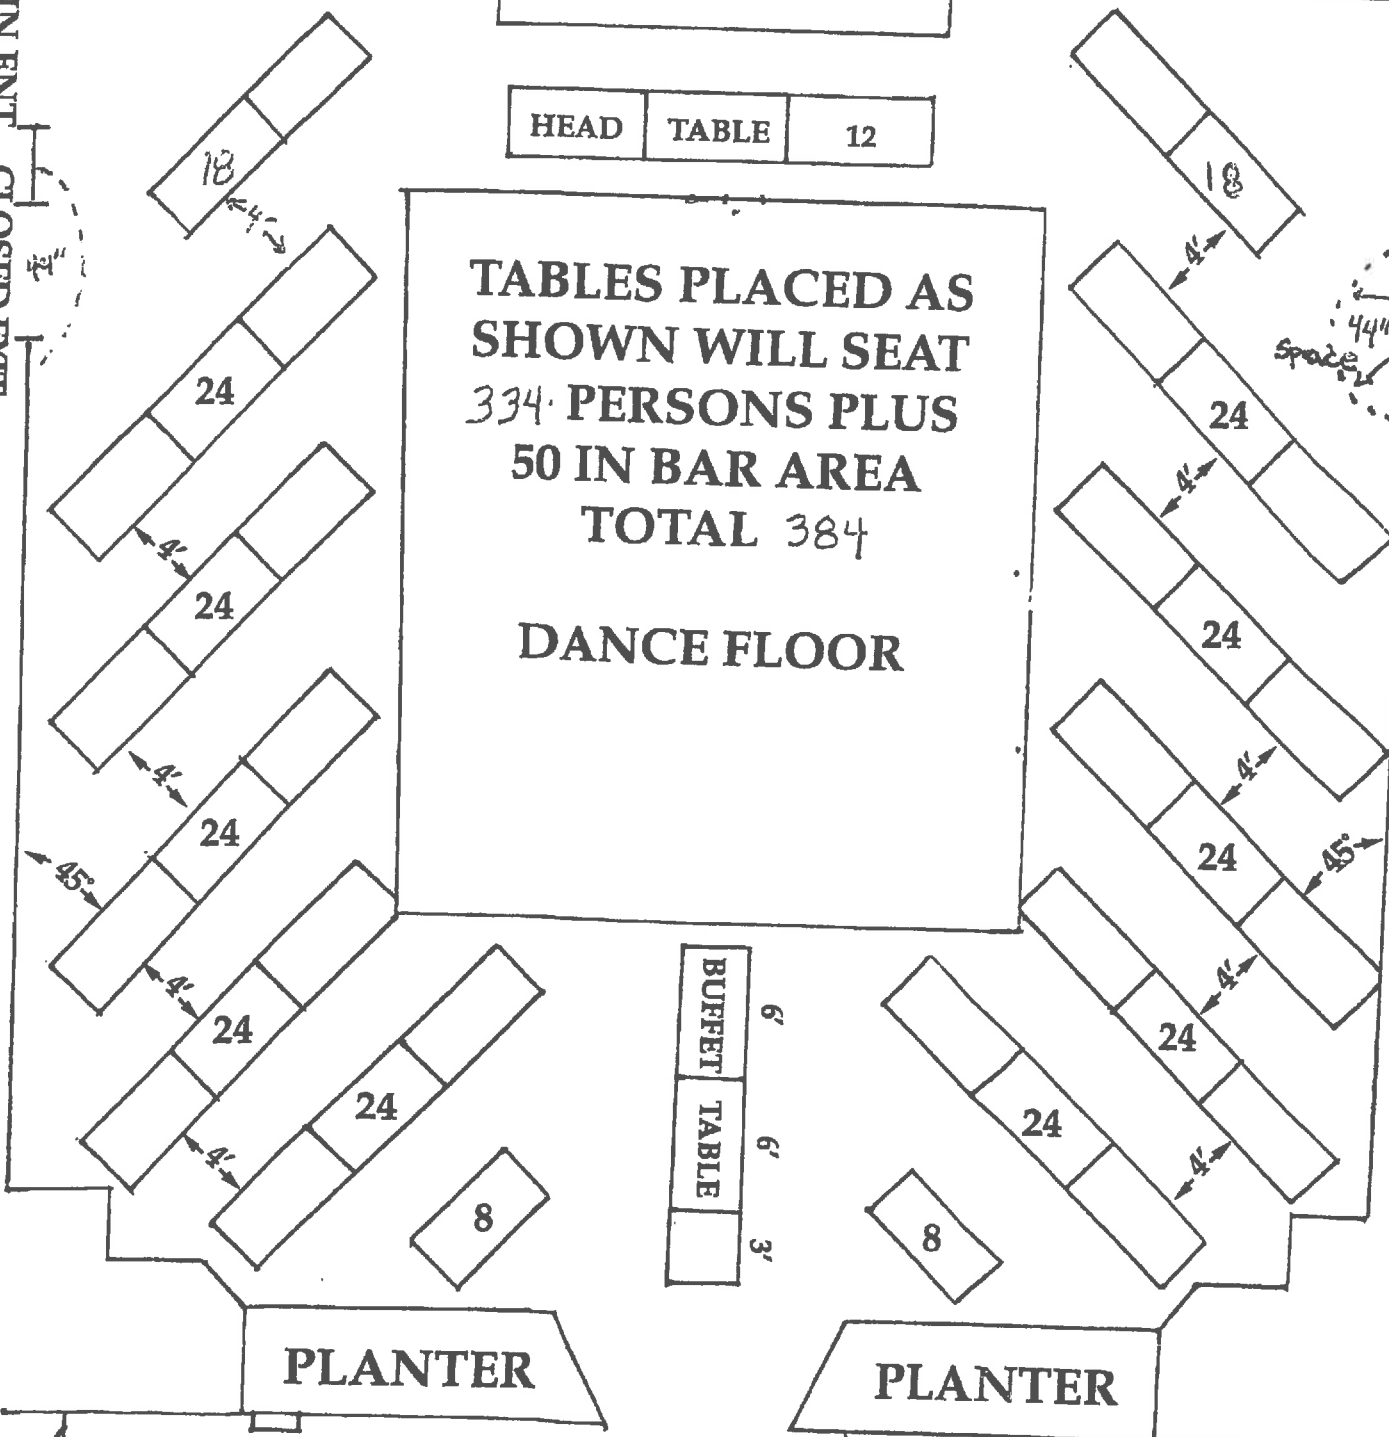 HEAD TABLE 12
18
18
4'
4'
44"
44"
Space
TABLES PLACED AS
SHOWN WILL SEAT
334 PERSONS PLUS
50 IN BAR AREA
TOTAL 384
DANCE FLOOR
24
24
4'
4'
24
24
4'
4'
24
24
45°
45°
4'
4'
24
24
4'
4'
24
24
8
8
BUFFET TABLE
6'
6'
3'
PLANTER
PLANTER
CLOSED EXIT